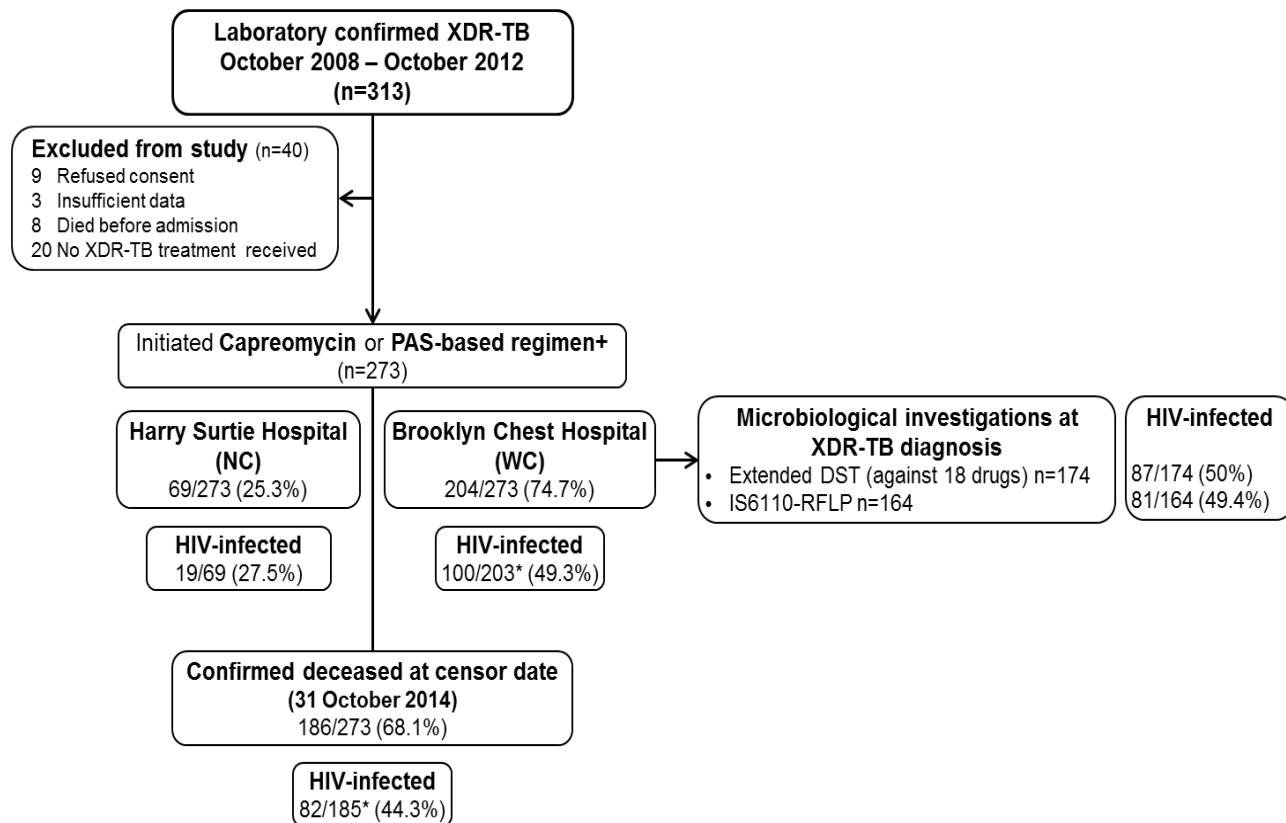 Laboratory confirmed XDR-TB
October 2008 – October 2012
(n=313)
Excluded from study (n=40)
9 Refused consent
3 Insufficient data
8 Died before admission
20 No XDR-TB treatment received
Initiated Capreomycin or PAS-based regimen+
(n=273)
Harry Surtie Hospital
(NC)
69/273 (25.3%)
Brooklyn Chest Hospital
(WC)
204/273 (74.7%)
Microbiological investigations at
XDR-TB diagnosis
• Extended DST (against 18 drugs) n=174
• IS6110-RFLP n=164
HIV-infected
87/174 (50%)
81/164 (49.4%)
HIV-infected
19/69 (27.5%)
HIV-infected
100/203* (49.3%)
Confirmed deceased at censor date
(31 October 2014)
186/273 (68.1%)
HIV-infected
82/185* (44.3%)